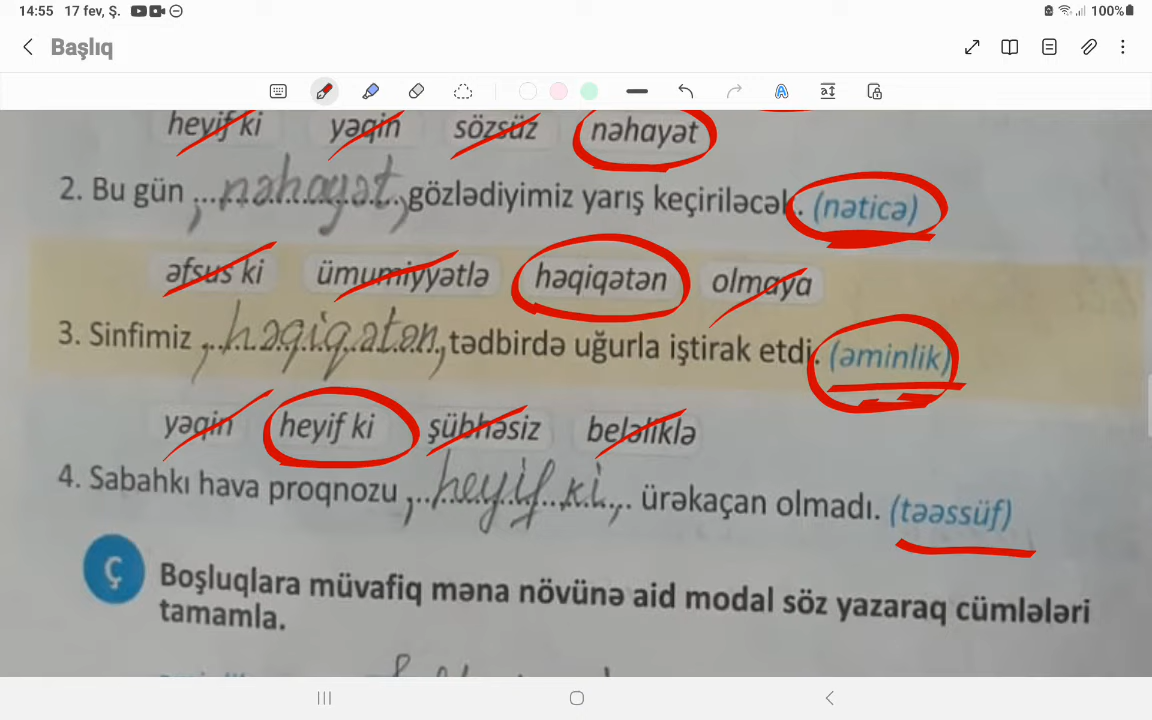 14:55 17 fev, Ş. 100%
Başlıq
heyif ki yəqin sözsüz nəhayət
2. Bu gün ,..nəhayət.., gözlədiyimiz yarış keçiriləcək. (nəticə)
əfsus ki ümumiyyətlə həqiqətən olmaya
3. Sinfimiz ,..həqiqətən.., tədbirdə uğurla iştirak etdi. (əminlik)
yəqin heyif ki şübhəsiz beləliklə
4. Sabahkı hava proqnozu ,..heyif ki.., ürəkaçan olmadı. (təəssüf)
Ç Boşluqlara müvafiq məna növünə aid modal söz yazaraq cümlələri
tamamla.